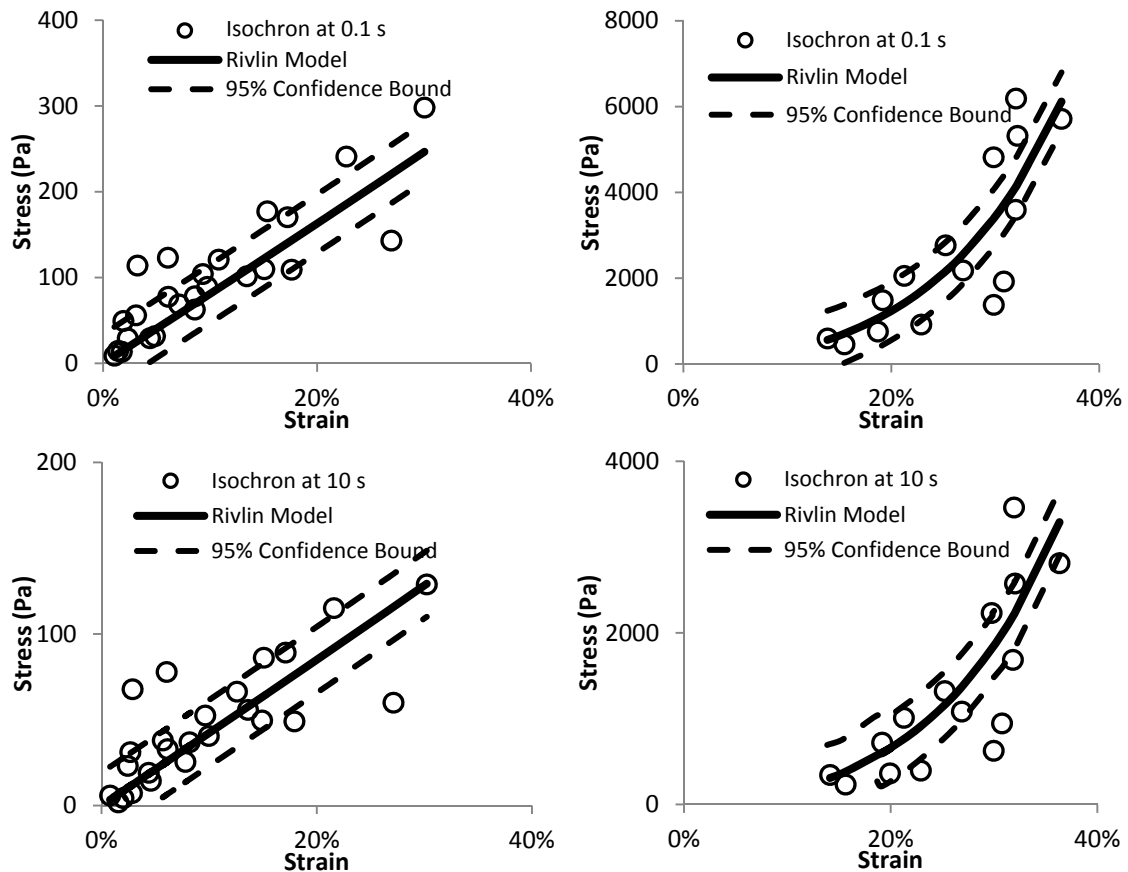 400
300
200
100
0
Stress (Pa)
Isochron at 0.1 s
Rivlin Model
95% Confidence Bound
0%
20%
40%
Strain
8000
6000
4000
2000
0
Stress (Pa)
Isochron at 0.1 s
Rivlin Model
95% Confidence Bound
0%
20%
40%
Strain
200
100
0
Stress (Pa)
Isochron at 10 s
Rivlin Model
95% Confidence Bound
0%
20%
40%
Strain
4000
2000
0
Stress (Pa)
Isochron at 10 s
Rivlin Model
95% Confidence Bound
0%
20%
40%
Strain